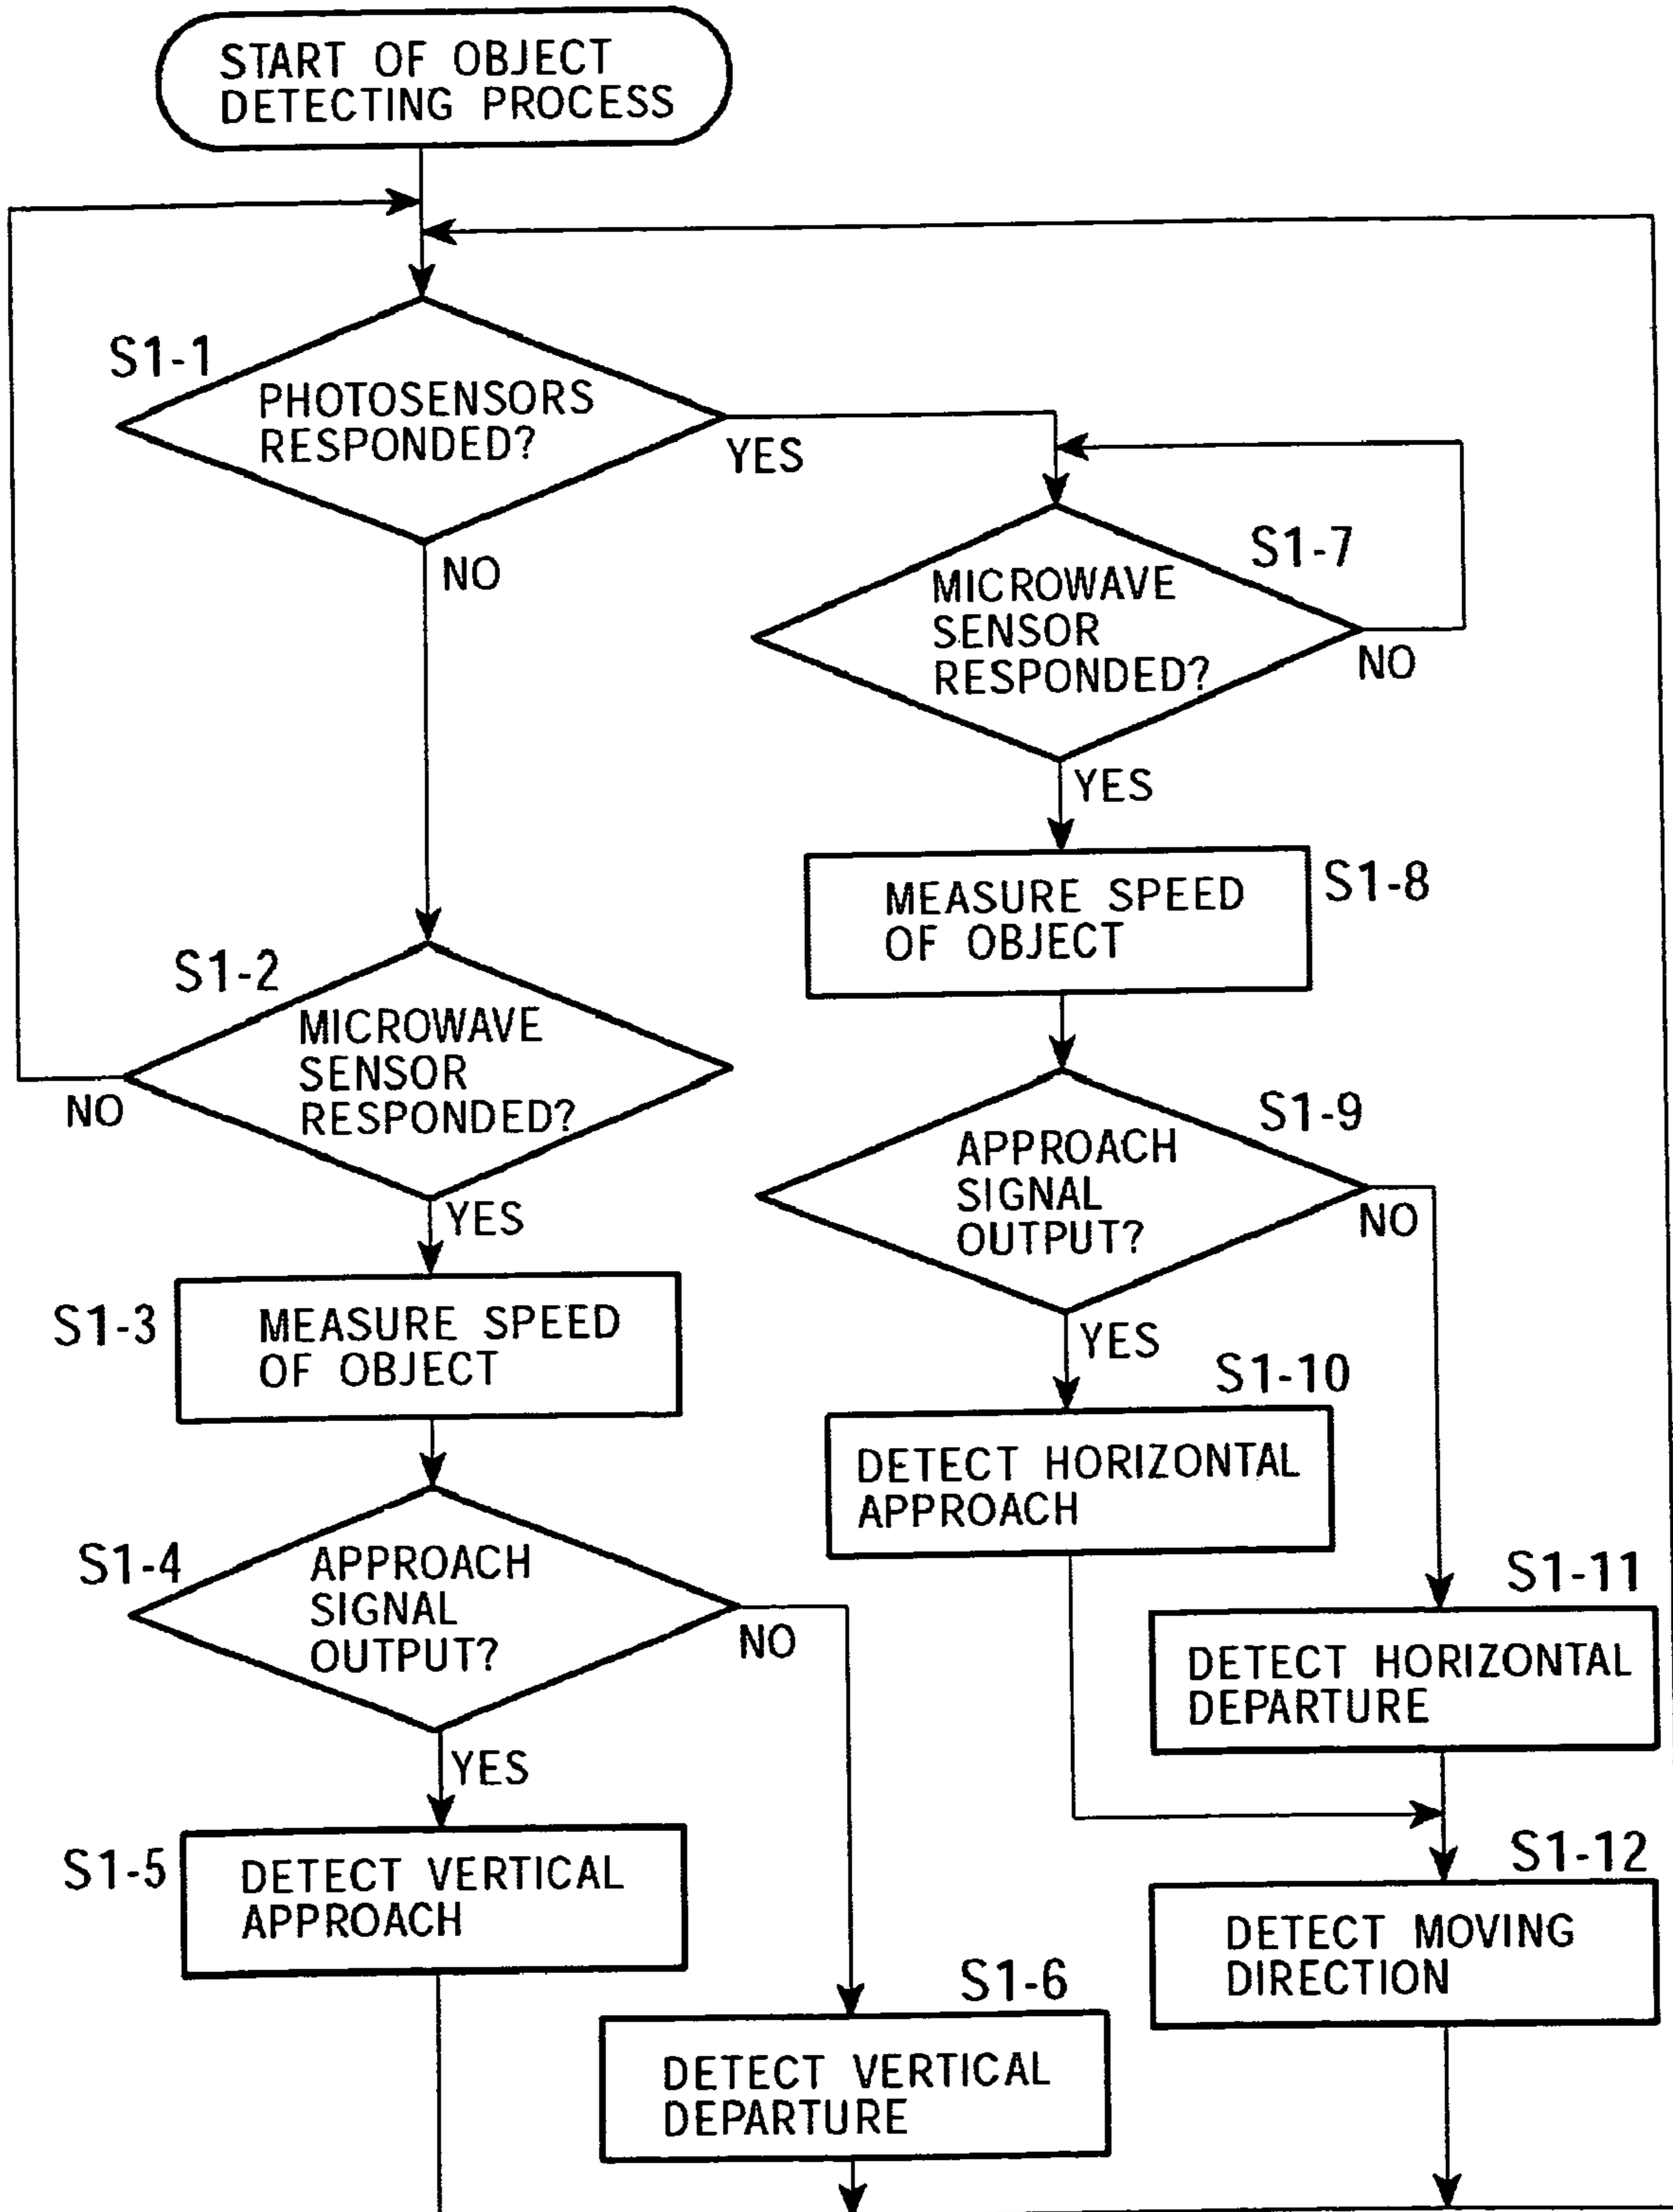 START OF OBJECT
DETECTING PROCESS
S1-1
PHOTOSENSORS
RESPONDED?
YES
NO
S1-7
MICROWAVE
SENSOR
RESPONDED?
NO
YES
S1-8
MEASURE SPEED
OF OBJECT
S1-2
MICROWAVE
SENSOR
RESPONDED?
NO
YES
S1-9
APPROACH
SIGNAL
OUTPUT?
NO
YES
S1-3
MEASURE SPEED
OF OBJECT
S1-10
DETECT HORIZONTAL
APPROACH
S1-4
APPROACH
SIGNAL
OUTPUT?
NO
YES
S1-11
DETECT HORIZONTAL
DEPARTURE
S1-5
DETECT VERTICAL
APPROACH
S1-12
DETECT MOVING
DIRECTION
S1-6
DETECT VERTICAL
DEPARTURE